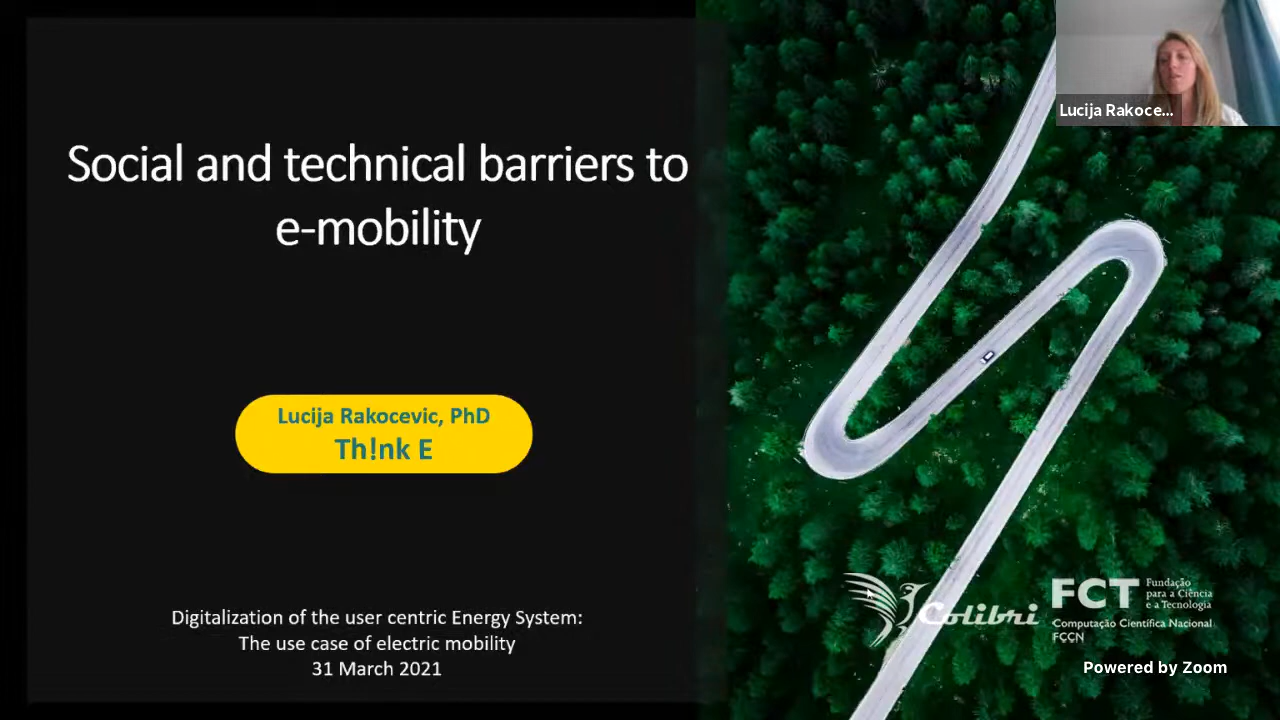 Lucija Rakoce...
Social and technical barriers to
e-mobility
Lucija Rakocevic, PhD
Th!nk E
Digitalization of the user centric Energy System:
The use case of electric mobility
31 March 2021
Colibri
FCT
Fundação
para a Ciência
e a Tecnologia
Computação Científica Nacional
FCCN
Powered by Zoom